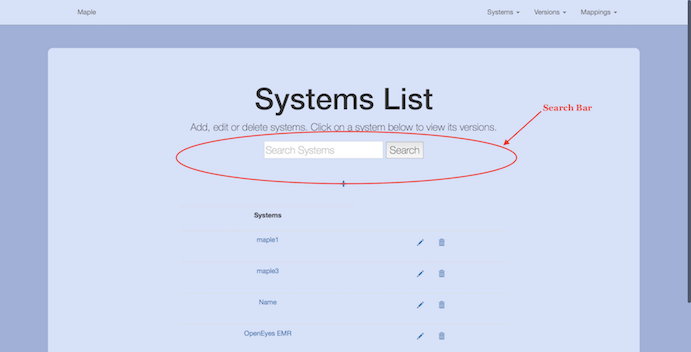 Maple
Systems
Versions
Mappings
Systems List
Search Bar
Add, edit or delete systems. Click on a system below to view its versions.
Search Systems
Search
Systems
maple1
maple3
Name
OpenEyes EMR